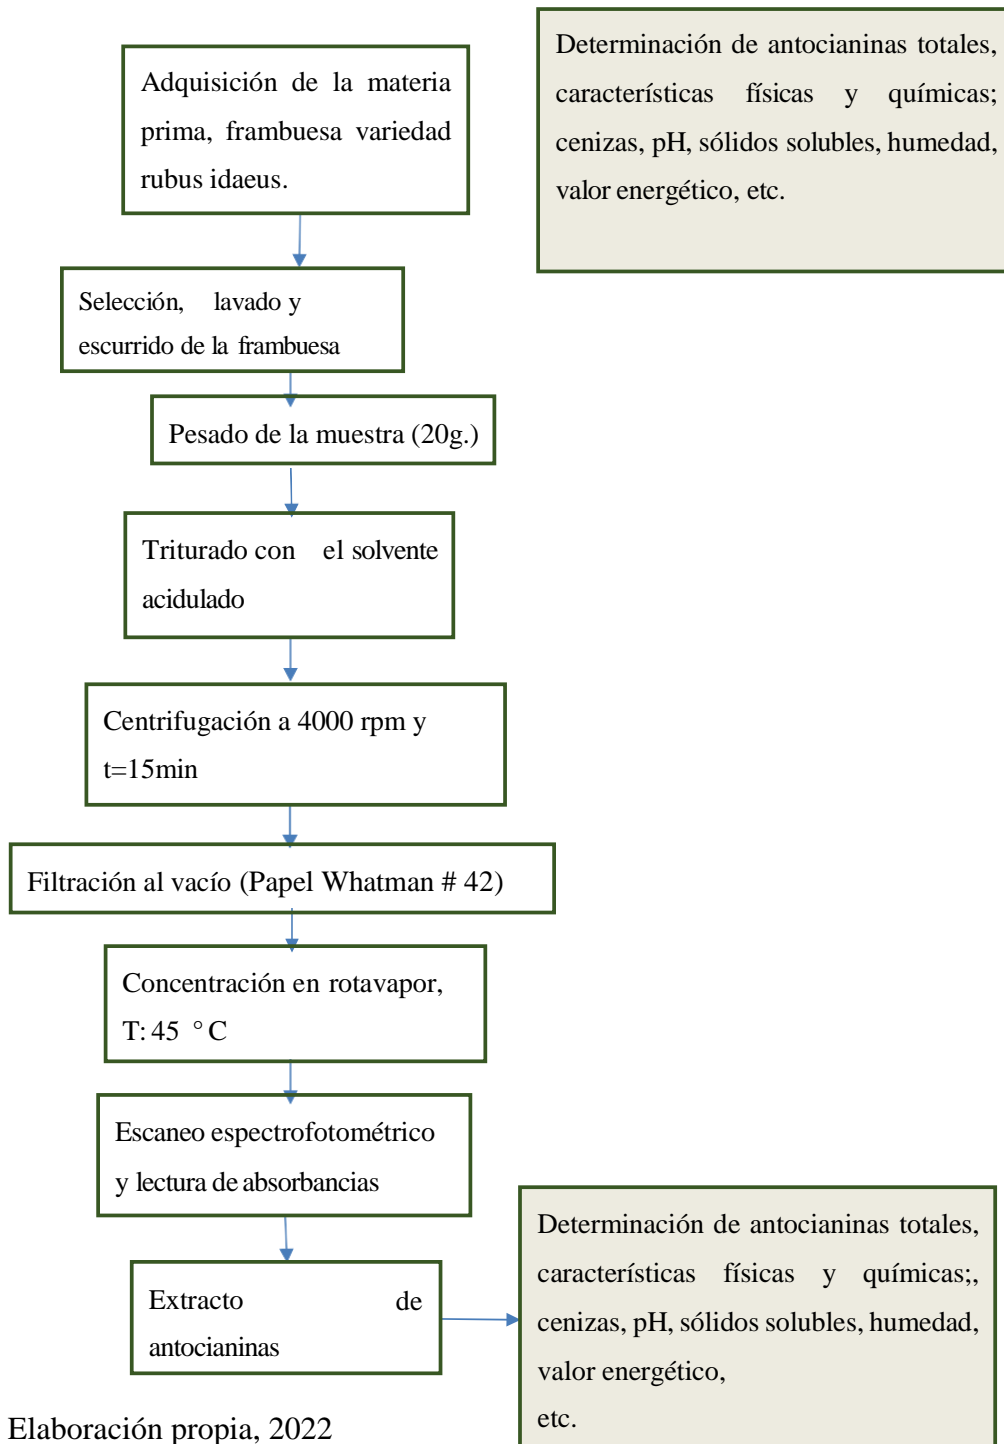 Adquisición de la materia
prima, frambuesa variedad
rubus idaeus.
Determinación de antocianinas totales,
características físicas y químicas;
cenizas, pH, sólidos solubles, humedad,
valor energético, etc.
Selección, lavado y
escurrido de la frambuesa
Pesado de la muestra (20g.)
Triturado con el solvente
acidulado
Centrifugación a 4000 rpm y
t=15min
Filtración al vacío (Papel Whatman # 42)
Concentración en rotavapor,
T: 45 °C
Escaneo espectrofotométrico
y lectura de absorbancias
Extracto de
antocianinas
Determinación de antocianinas totales,
características físicas y químicas;,
cenizas, pH, sólidos solubles, humedad,
valor energético,
etc.
Elaboración propia, 2022